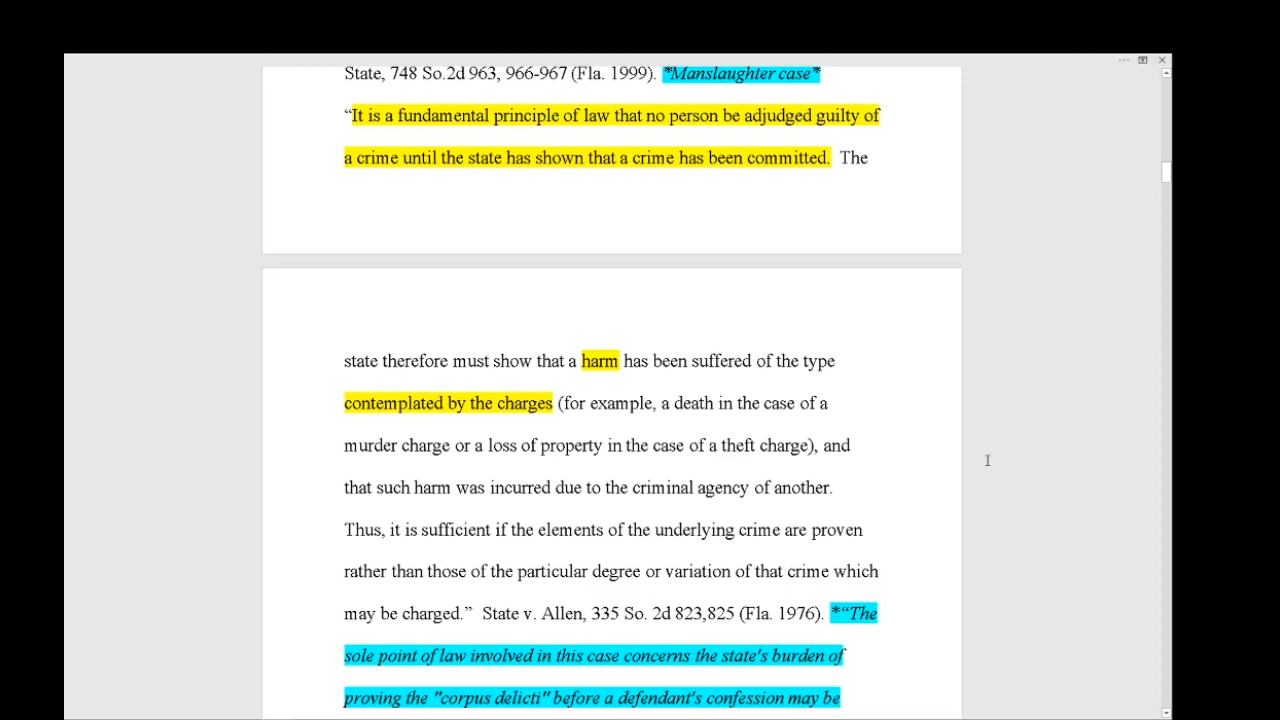 State, 748 So.2d 963, 966-967 (Fla. 1999). *Manslaughter case*
“It is a fundamental principle of law that no person be adjudged guilty of
a crime until the state has shown that a crime has been committed. The
state therefore must show that a harm has been suffered of the type
contemplated by the charges (for example, a death in the case of a
murder charge or a loss of property in the case of a theft charge), and
that such harm was incurred due to the criminal agency of another.
Thus, it is sufficient if the elements of the underlying crime are proven
rather than those of the particular degree or variation of that crime which
may be charged.” State v. Allen, 335 So. 2d 823,825 (Fla. 1976). *“The
sole point of law involved in this case concerns the state's burden of
proving the "corpus delicti" before a defendant's confession may be